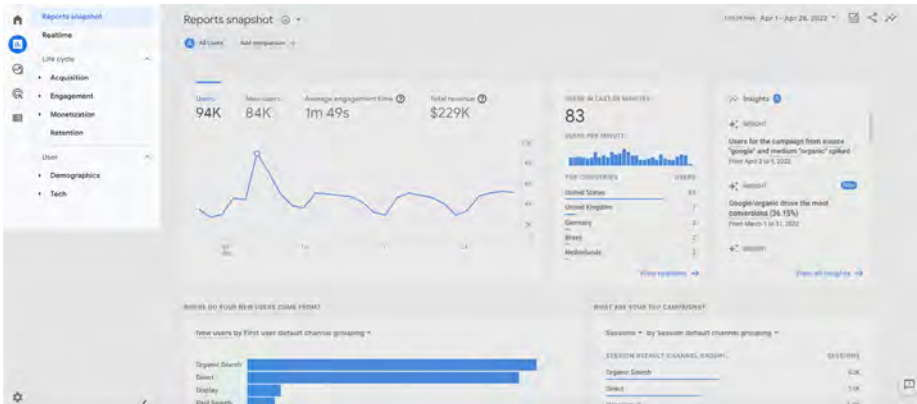 Reports snapshot
Realtime
Life cycle
Acquisition
Engagement
Monetization
Retention
User
Demographics
Tech
Reports snapshot
Apr 1 - Apr 28, 2022
All Users
Add comparison +
Users
94K
New users
84K
Average engagement time
1m 49s
Total revenue
$229K
USERS IN LAST 30 MINUTES
83
USERS PER MINUTE
TOP COUNTRIES
USERS
United States
United Kingdom
Germany
Brazil
Netherlands
View realtime
Insights
INSIGHT
Users for the campaign from source
"google" and medium "organic" spiked
From April 3 to 9, 2022
INSIGHT
New
Google/organic drove the most
conversions (36.15%)
From March 1 to 31, 2022
INSIGHT
View all insights
WHERE DO YOUR NEW USERS COME FROM?
New users by First user default channel grouping
Organic Search
Direct
Display
Paid Search
WHAT ARE YOUR TOP CAMPAIGNS?
Sessions by Session default channel grouping
SESSION DEFAULT CHANNEL GROUPI...
SESSIONS
Organic Search
Direct